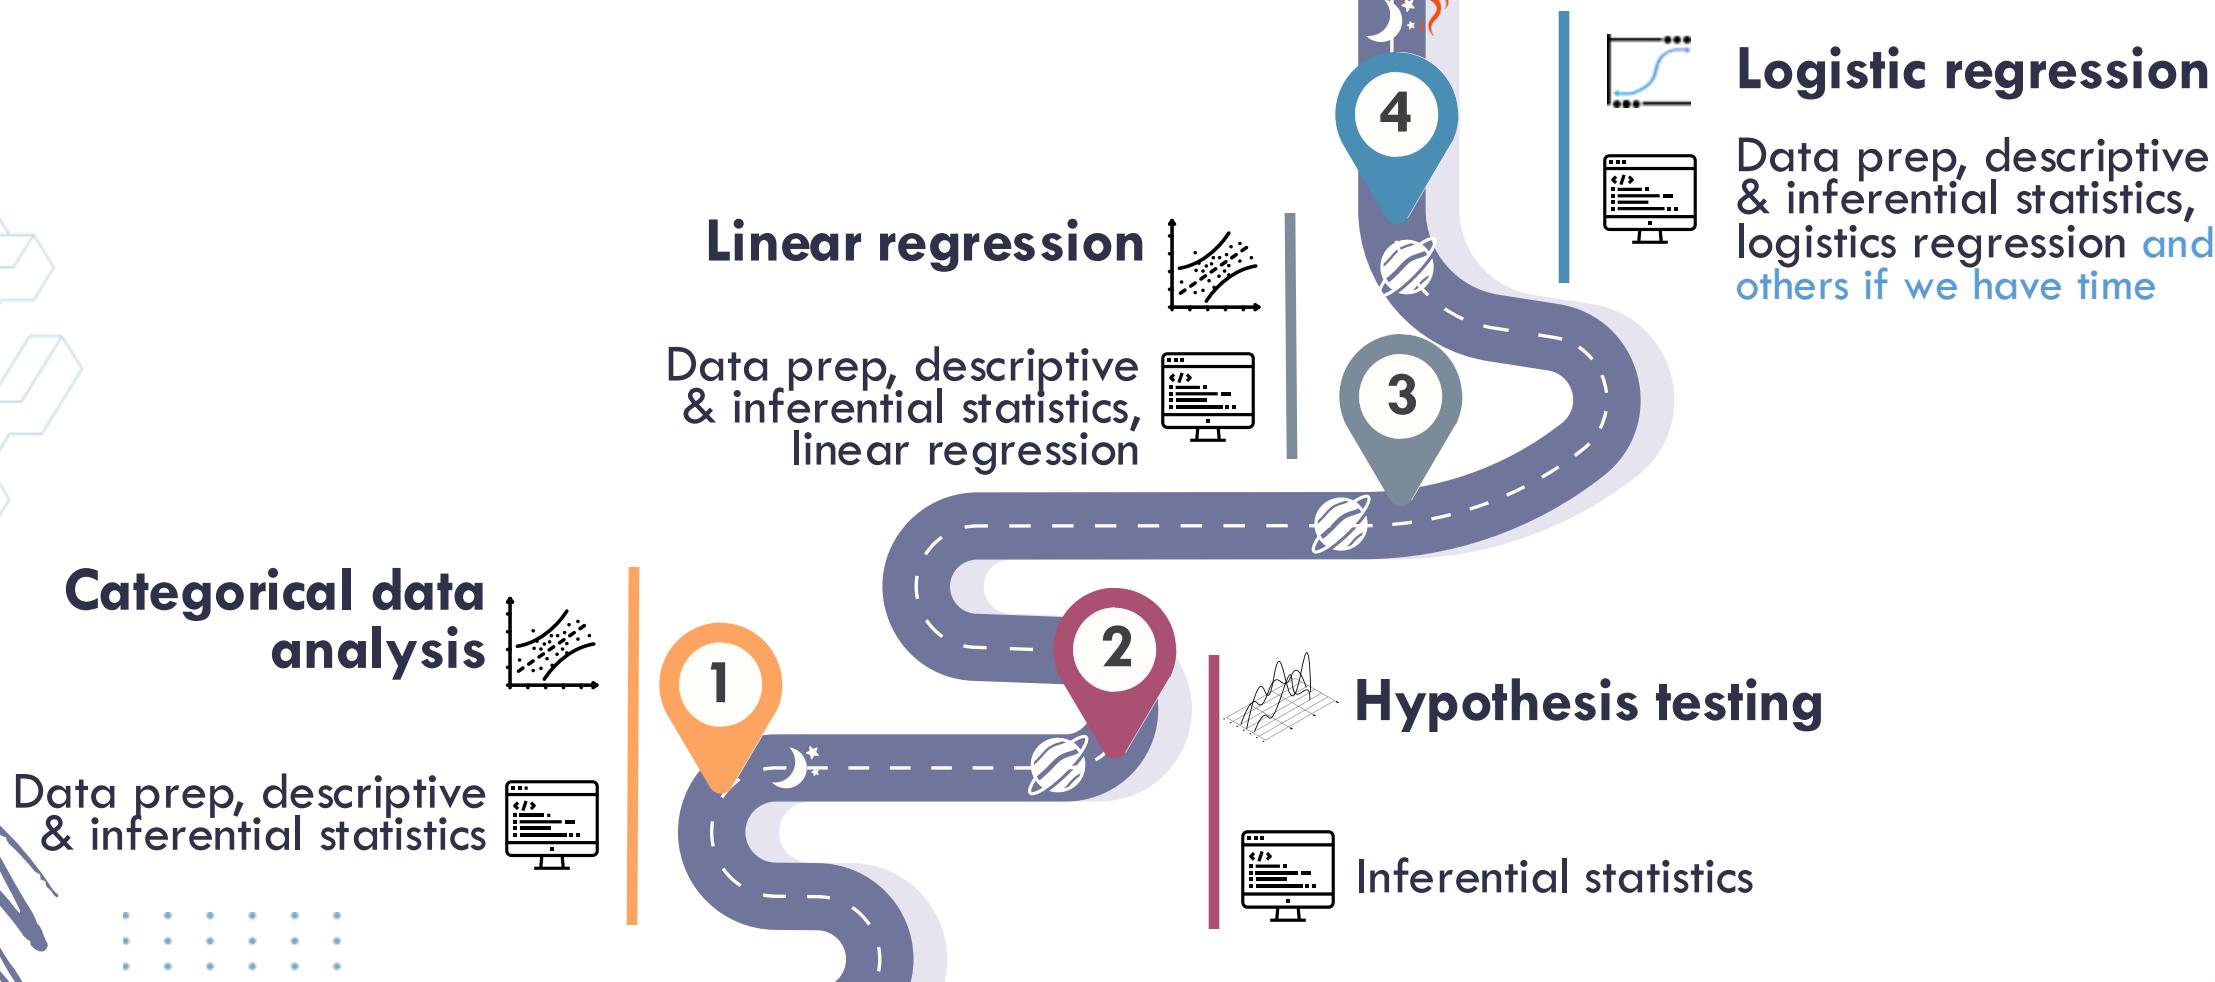 4
Logistic regression
Data prep, descriptive
& inferential statistics,
logistics regression and
others if we have time
Linear regression
Data prep, descriptive
& inferential statistics,
linear regression
3
Categorical data
analysis
Data prep, descriptive
& inferential statistics
1
2
Hypothesis testing
Inferential statistics